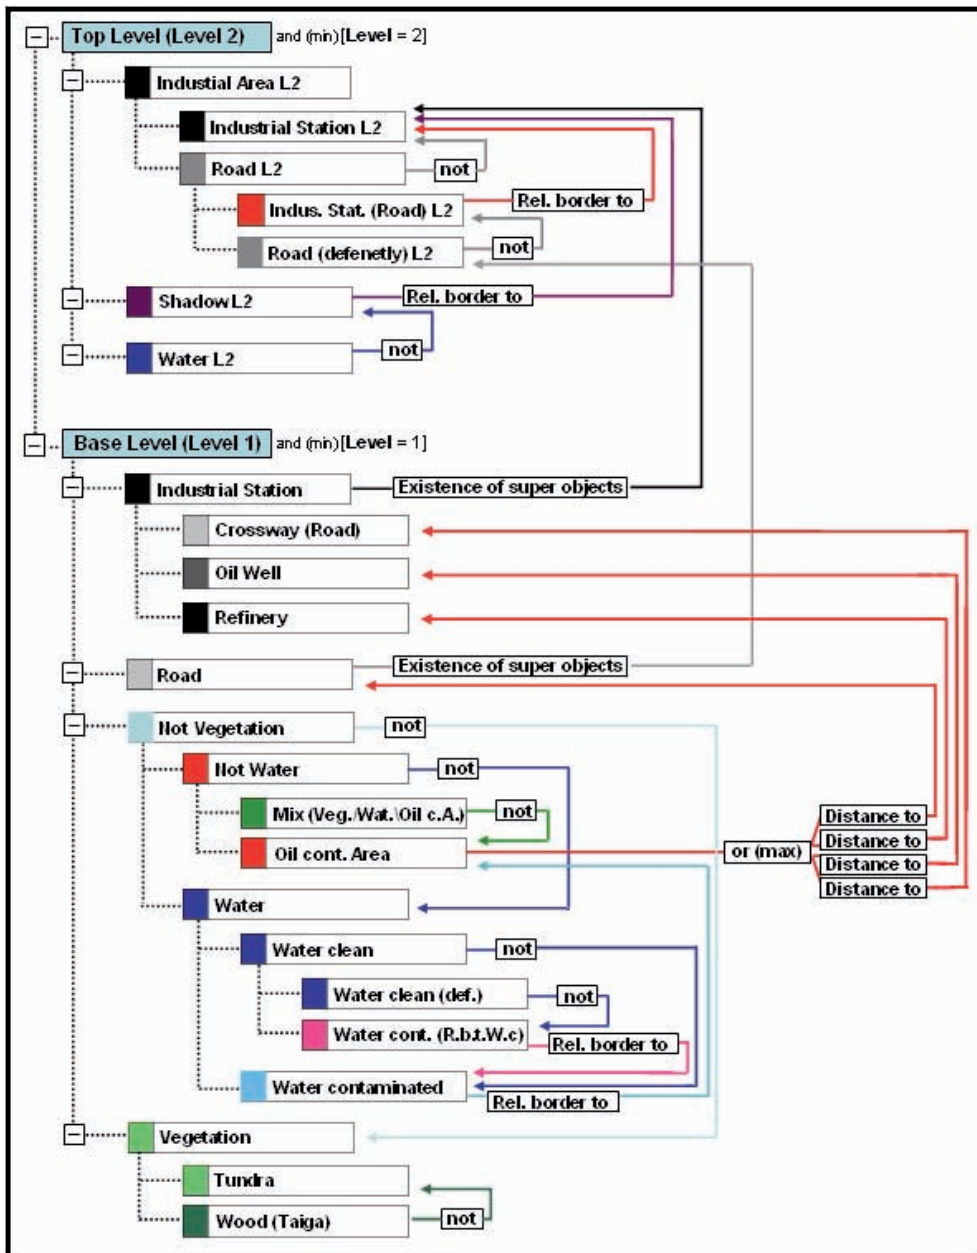 Top Level (Level 2) and (min) [Level = 2]
Industial Area L2
Industrial Station L2
Road L2 not
Indus. Stat. (Road) L2 Rel. border to
Road (defenetly) L2 not
Shadow L2 Rel. border to
Water L2 not
Base Level (Level 1) and (min) [Level = 1]
Industrial Station Existence of super objects
Crossway (Road)
Oil Well
Refinery
Road Existence of super objects
Not Vegetation not
Not Water not
Mix (Veg./Wat.\Oil c.A.) not
Distance to
Distance to
Oil cont. Area or (max)
Distance to
Distance to
Water
Water clean not
Water clean (def.) not
Water cont. (R.b.t.W.c) Rel. border to
Water contaminated Rel. border to
Vegetation
Tundra
Wood (Taiga) not